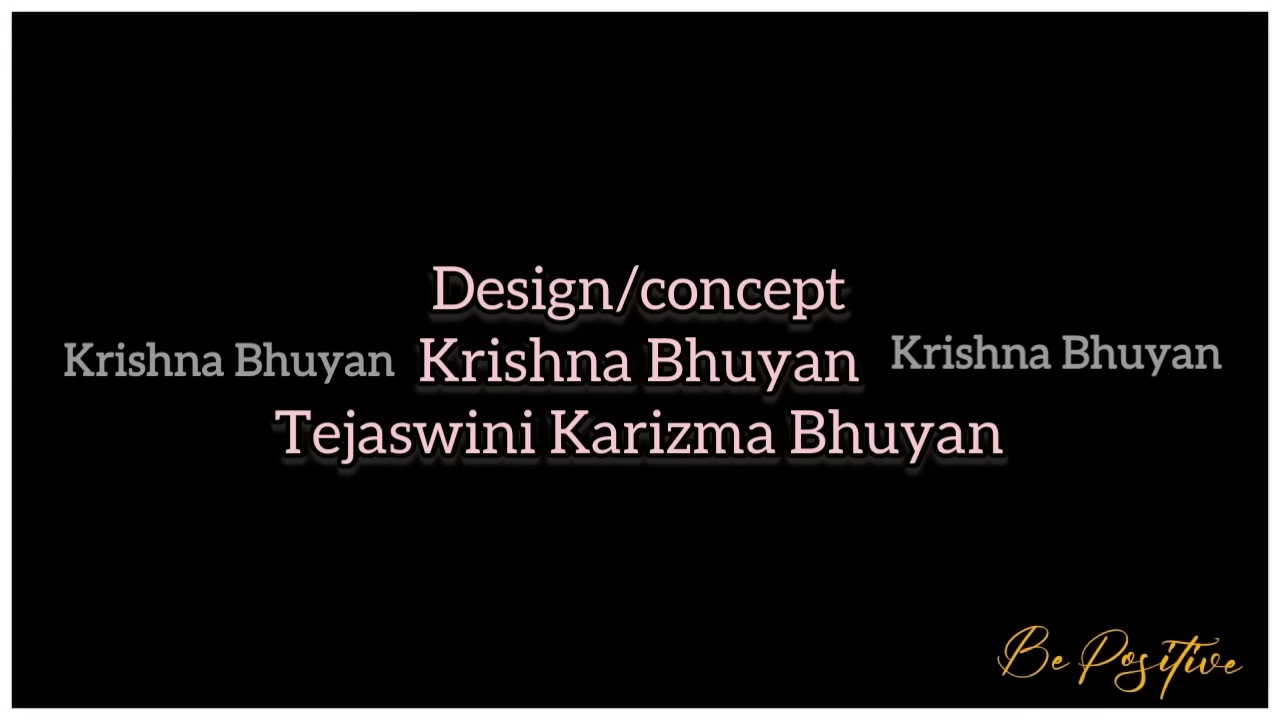 Design/concept
Krishna Bhuyan Krishna Bhuyan Krishna Bhuyan
Tejaswini Karizma Bhuyan
Be Positive